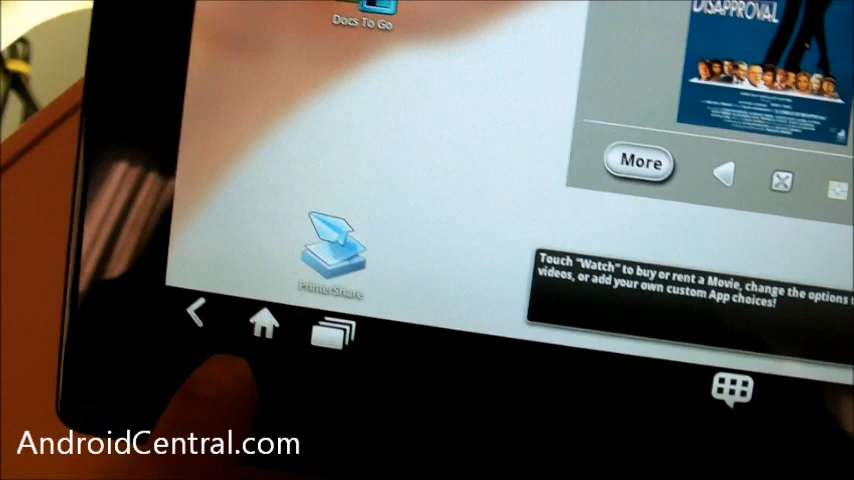 Docs To Go
DISAPPROVAL
More
PrinterShare
Touch "Watch" to buy or rent a Movie, change the options
videos, or add your own custom App choices!
AndroidCentral.com